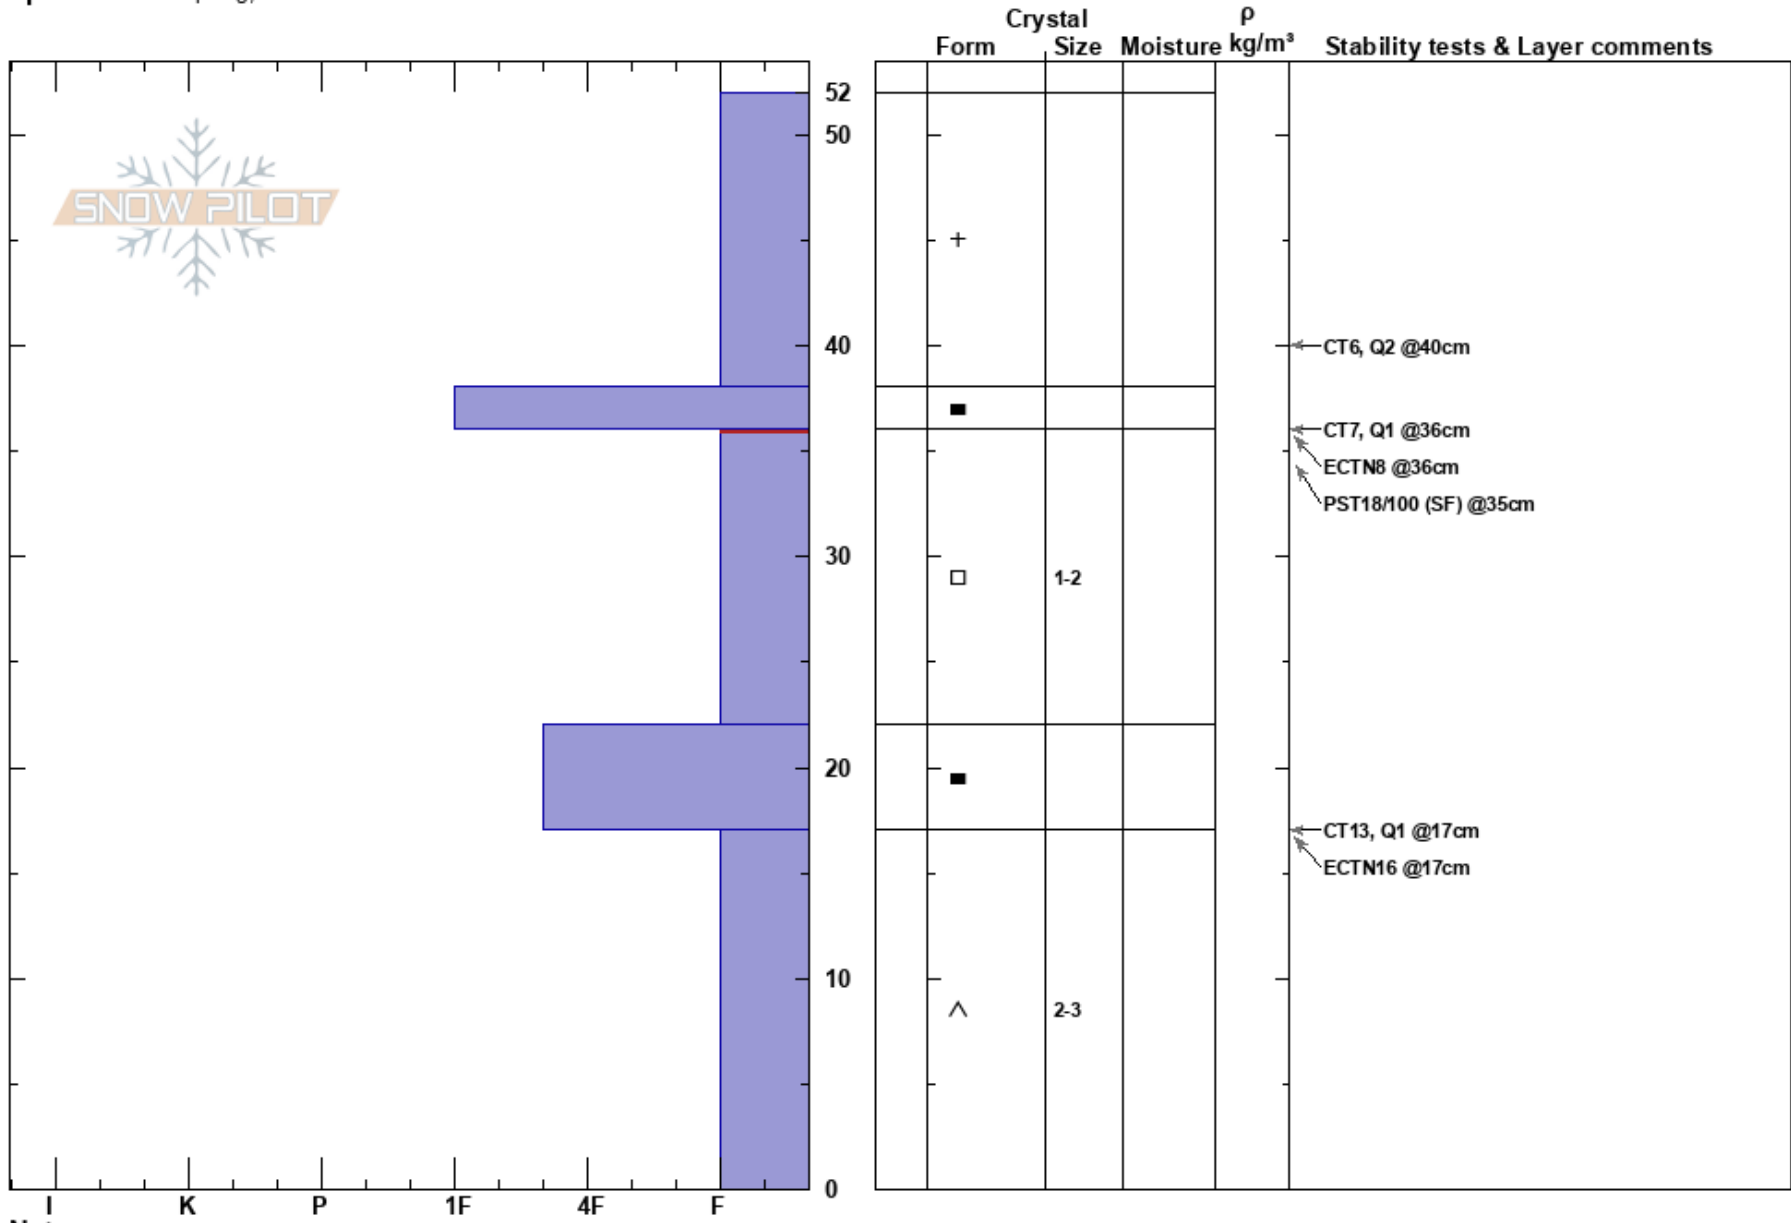 Crystal
ρ
Form Size Moisture kg/m³ Stability tests & Layer comments
SNOW PILOT
52
50
40
30
20
10
0
1-2
2-3
CT6, Q2 @40cm
CT7, Q1 @36cm
ECTN8 @36cm
PST18/100 (SF) @35cm
CT13, Q1 @17cm
ECTN16 @17cm
I K P 1F 4F F